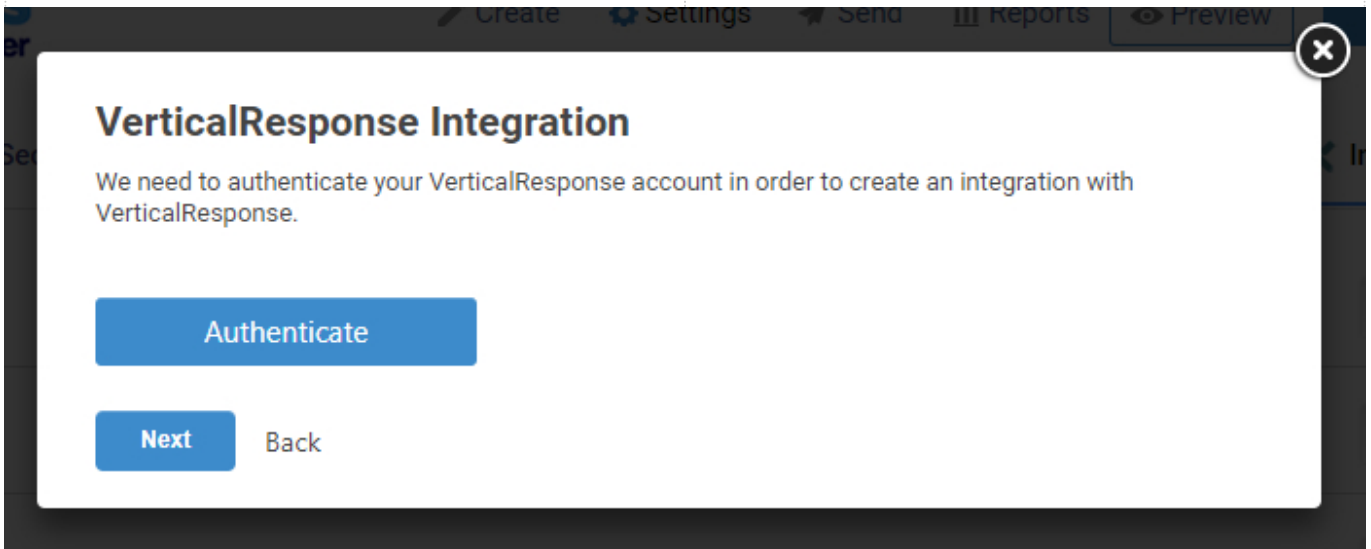 er
Create Settings Send Reports Preview
VerticalResponse Integration
We need to authenticate your VerticalResponse account in order to create an integration with
VerticalResponse.
Authenticate
Next Back